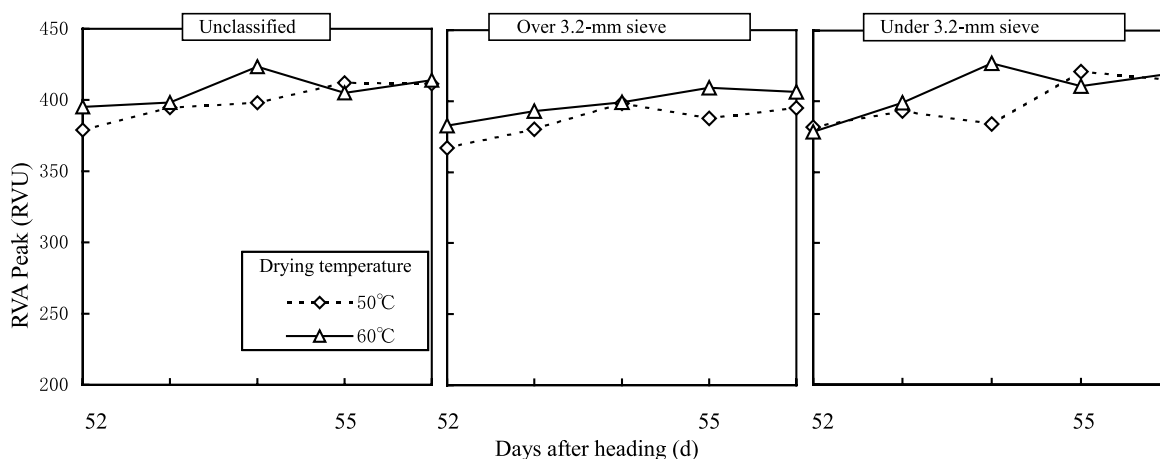 Unclassified
Over 3.2-mm sieve
Under 3.2-mm sieve
450
400
350
300
250
200
RVA Peak (RVU)
Drying temperature
50℃
60℃
52
55
52
55
52
55
Days after heading (d)